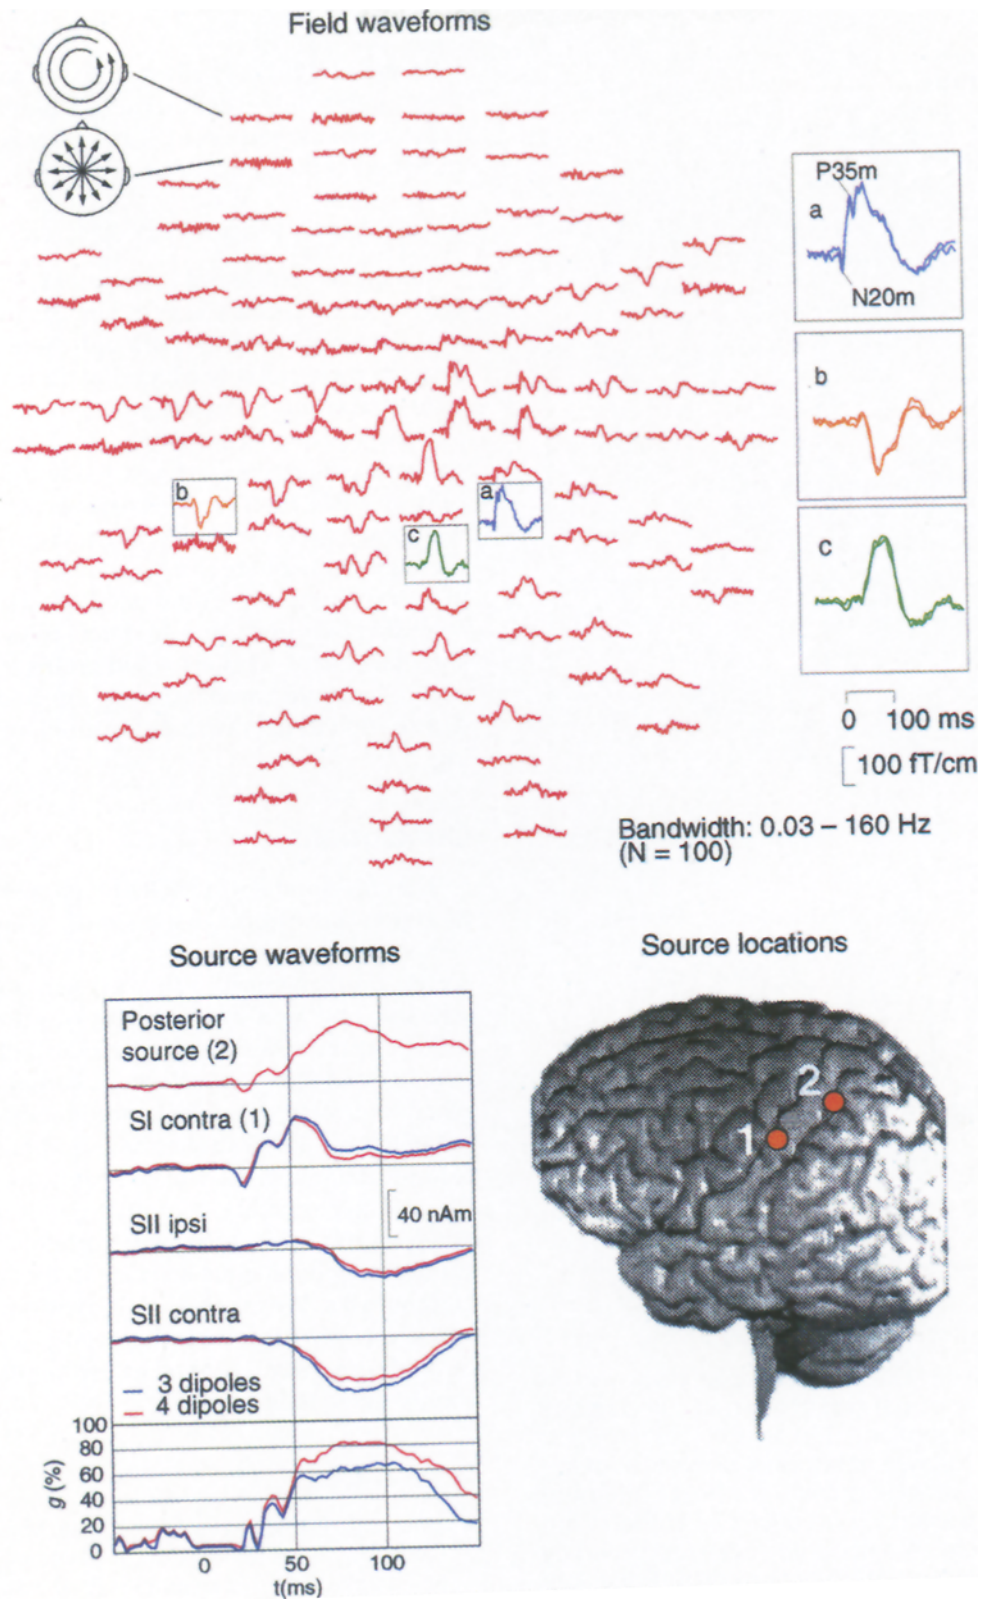 Field waveforms
P35m
a
N20m
b
c
b
a
c
0 100 ms
100 fT/cm
Bandwidth: 0.03 – 160 Hz
(N = 100)
Source waveforms
Source locations
Posterior
source (2)
SI contra (1)
40 nAm
SII ipsi
SII contra
3 dipoles
4 dipoles
100
80
60
40
20
0
g (%)
0 50 100
t(ms)
2
1